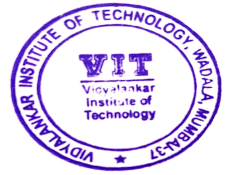 VIDYALANKAR INSTITUTE OF TECHNOLOGY, WADALA, MUMBAI-37
VIT
Vidyalankar
Institute of
Technology